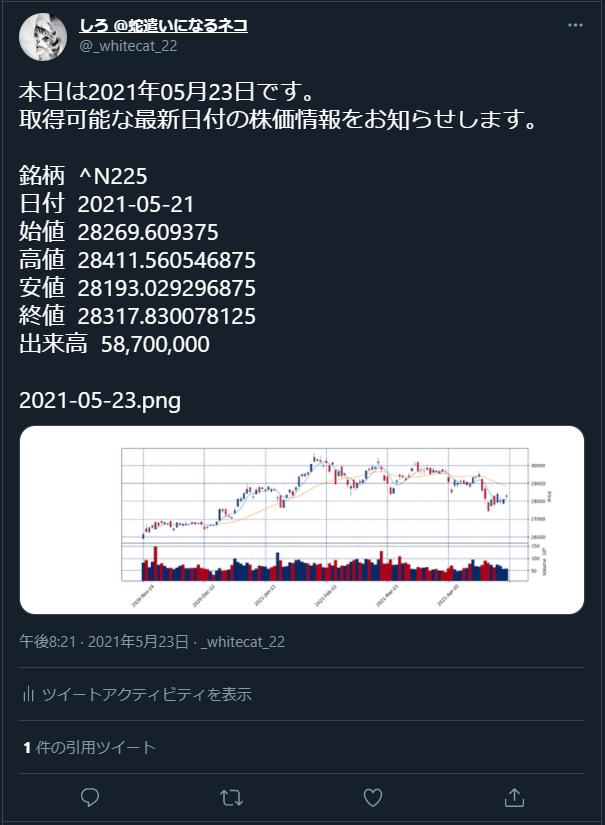 しろ @蛇遣いになるネコ
@_whitecat_22
本日は2021年05月23日です。
取得可能な最新日付の株価情報をお知らせします。
銘柄 ^N225
日付 2021-05-21
始値 28269.609375
高値 28411.560546875
安値 28193.029296875
終値 28317.830078125
出来高 58,700,000
2021-05-23.png
30000
29000
28000
27000
26000
Price
150
100
50
Volume 10^6
2020-Nov-24
2020-Dec-22
2021-Jan-22
2021-Feb-22
2021-Mar-23
2021-Apr-20
午後8:21 · 2021年5月23日 · _whitecat_22
ツイートアクティビティを表示
1 件の引用ツイート